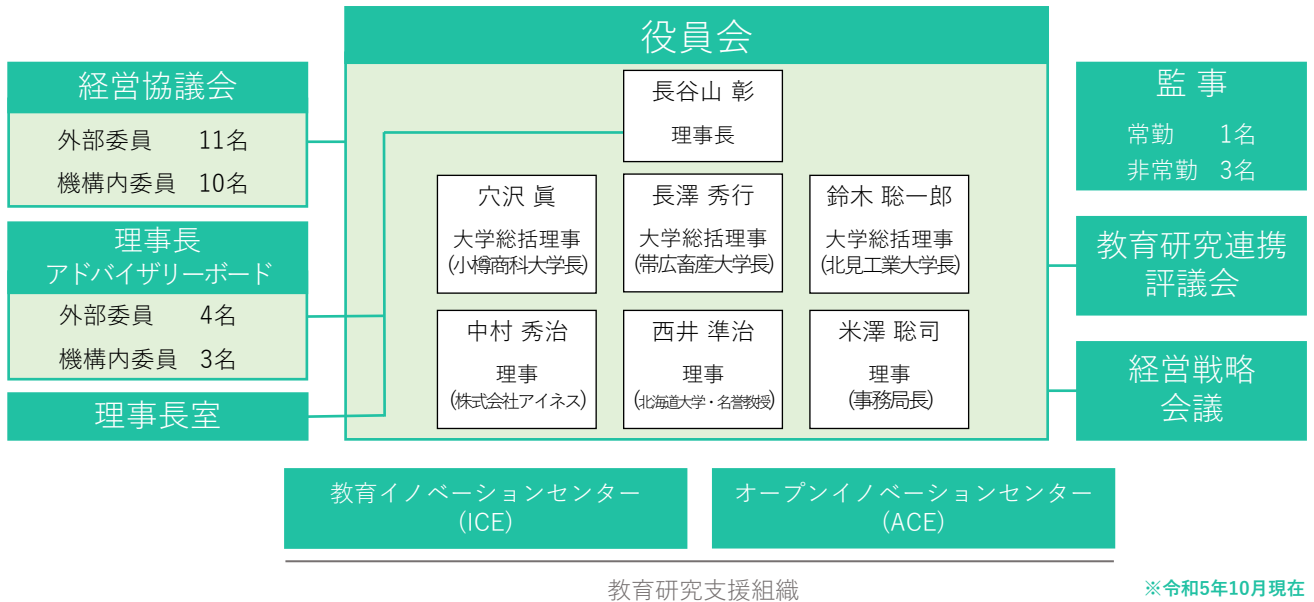 役員会
経営協議会
外部委員 11名
機構内委員 10名
理事長
アドバイザリーボード
外部委員 4名
機構内委員 3名
理事長室
長谷山 彰
理事長
穴沢 眞
大学総括理事
(小樽商科大学長)
長澤 秀行
大学総括理事
(帯広畜産大学長)
鈴木 聡一郎
大学総括理事
(北見工業大学長)
中村 秀治
理事
(株式会社アイネス)
西井 準治
理事
(北海道大学・名誉教授)
米澤 聡司
理事
(事務局長)
監 事
常勤 1名
非常勤 3名
教育研究連携
評議会
経営戦略
会議
教育イノベーションセンター
(ICE)
オープンイノベーションセンター
(ACE)
教育研究支援組織
※令和5年10月現在